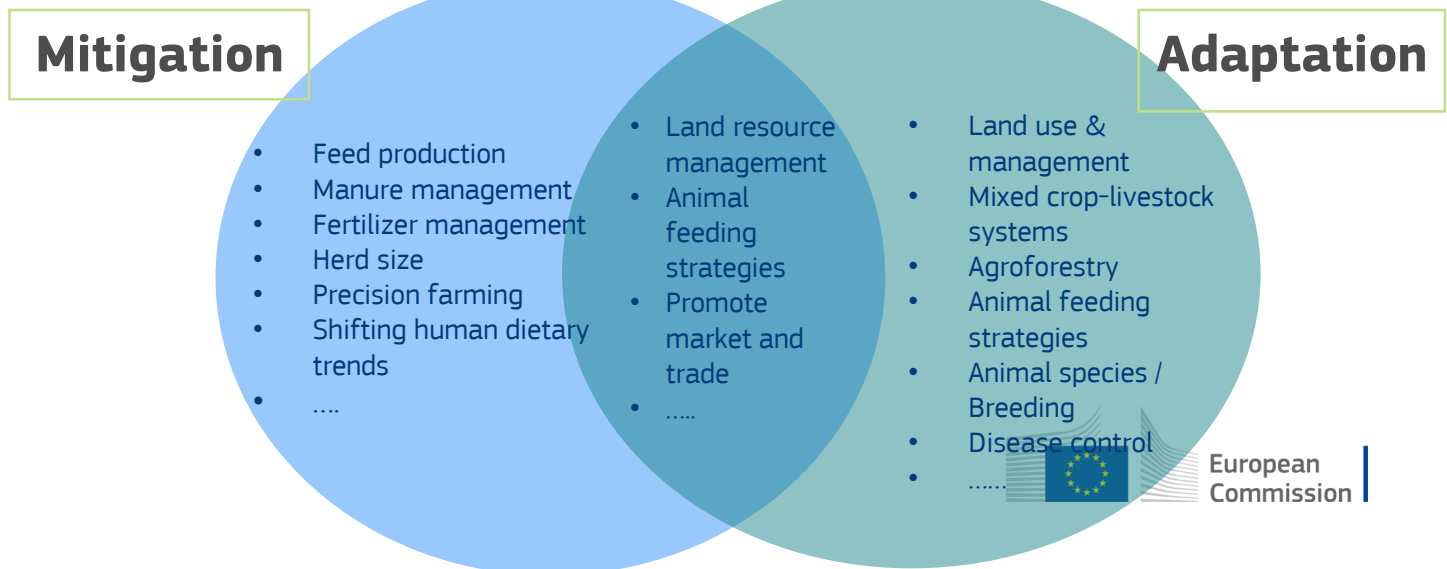 Mitigation
Adaptation
• Feed production
• Manure management
• Fertilizer management
• Herd size
• Precision farming
• Shifting human dietary
trends
• ....
• Land resource
management
• Animal
feeding
strategies
• Promote
market and
trade
• .....
• Land use &
management
• Mixed crop-livestock
systems
• Agroforestry
• Animal feeding
strategies
• Animal species /
Breeding
• Disease control
• ......
European
Commission